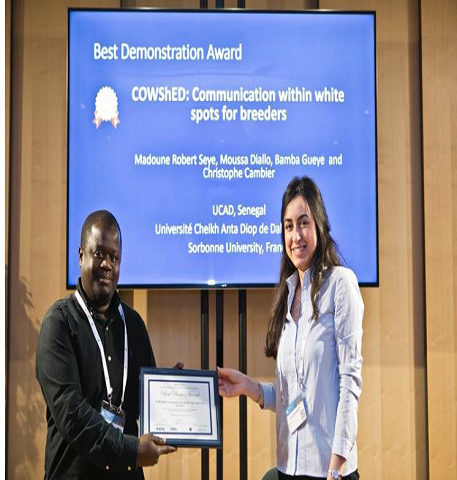 Best Demonstration Award
COWShED: Communication within white
spots for breeders
Madoune Robert Seye, Moussa Diallo, Bamba Gueye and
Christophe Cambier
UCAD, Senegal
Université Cheikh Anta Diop de Da
Sorbonne University, Fran
Best Demo Award